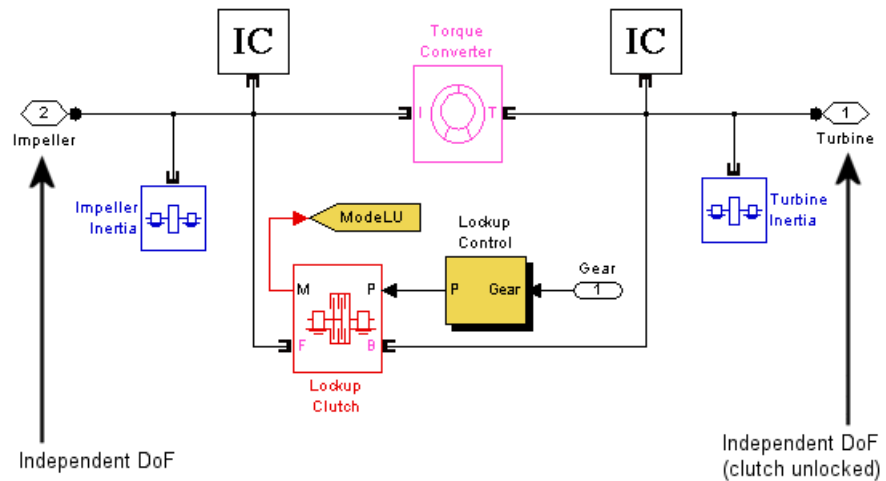 IC
IC
Torque
Converter
2
Impeller
I
T
1
Turbine
Impeller
Inertia
Turbine
Inertia
ModeLU
Lockup
Control
Gear
1
M
P
P
Gear
F
B
Lockup
Clutch
Independent DoF
Independent DoF
(clutch unlocked)